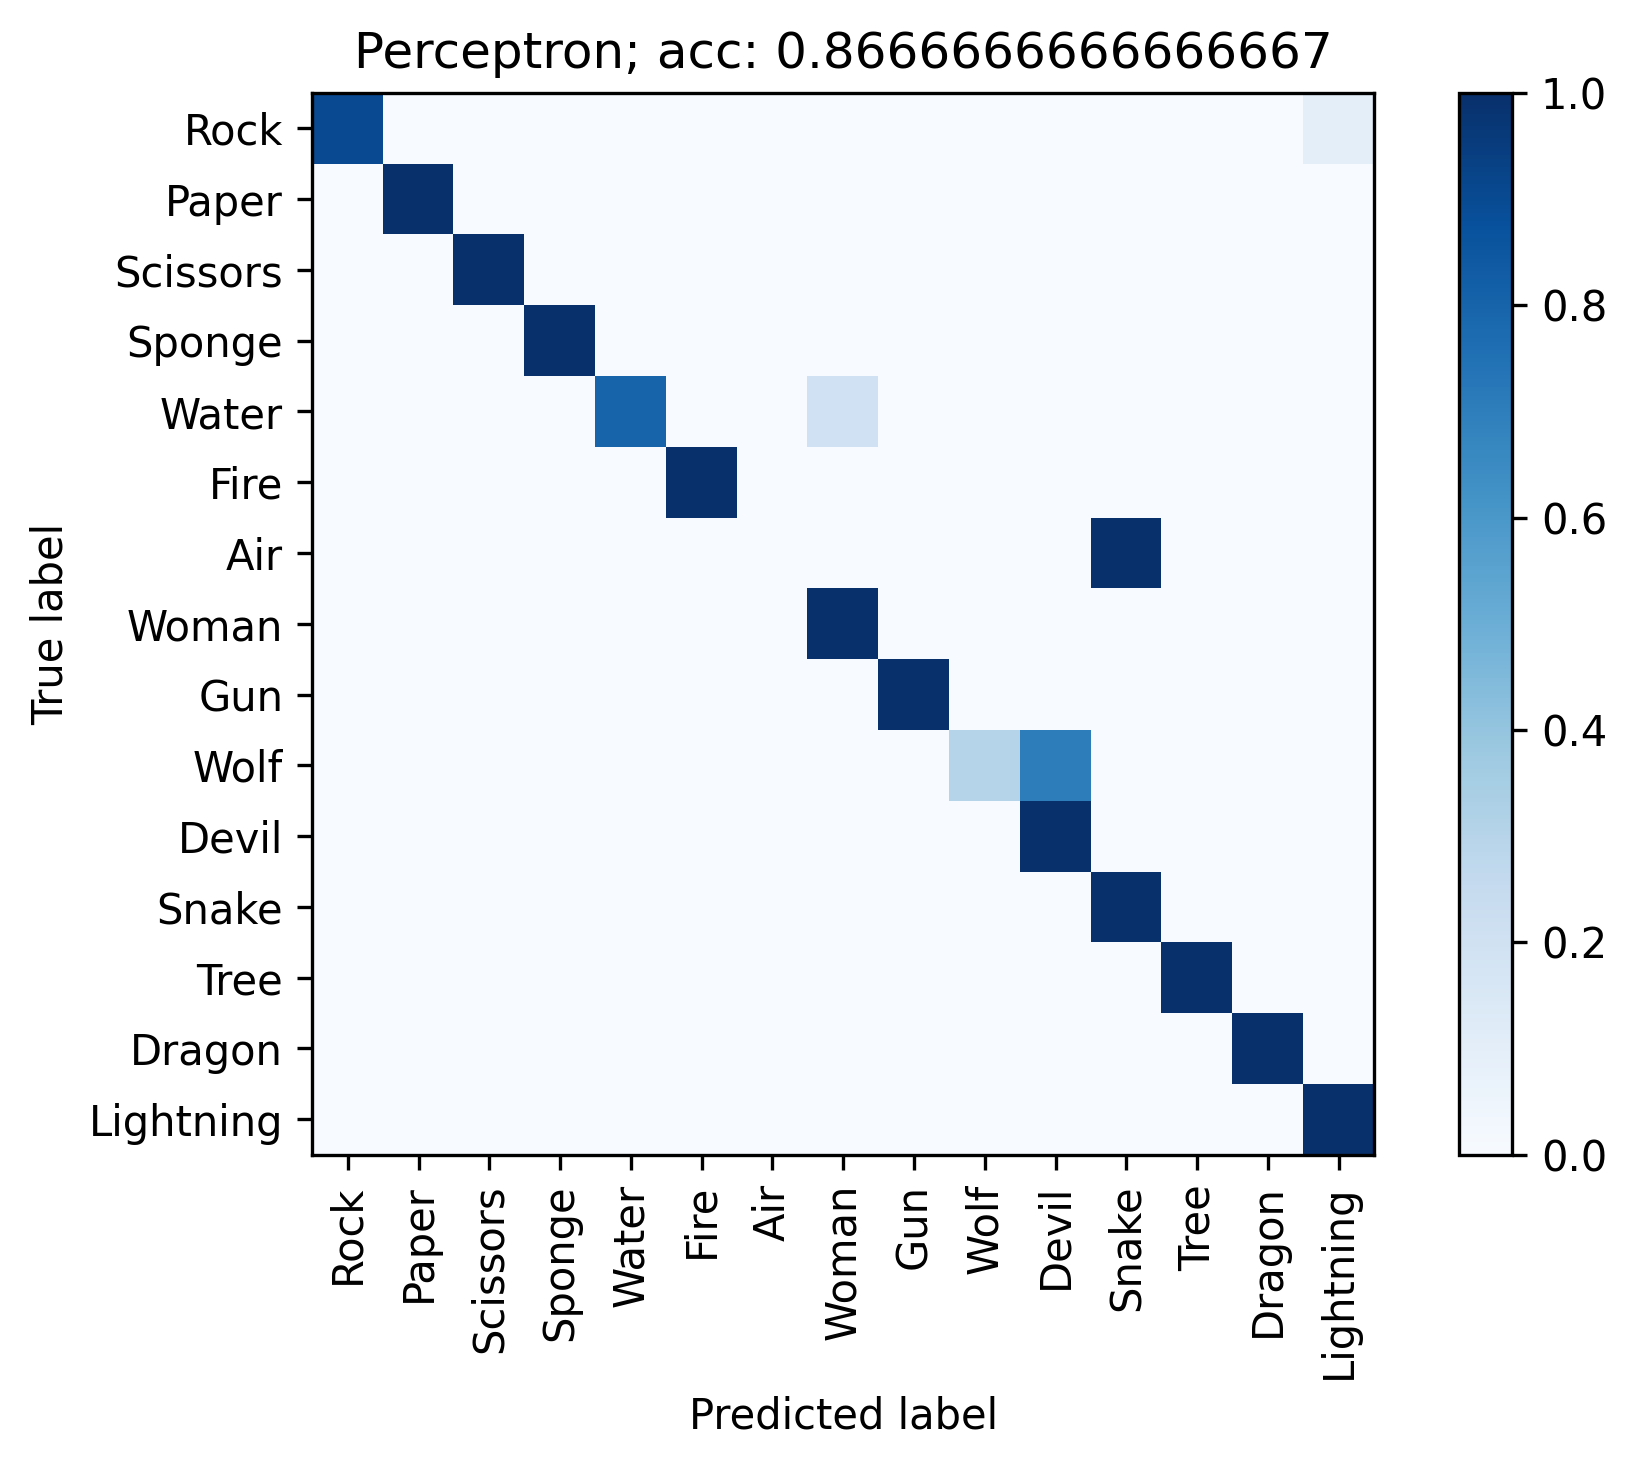 Perceptron; acc: 0.8666666666666667
True label
Rock
Paper
Scissors
Sponge
Water
Fire
Air
Woman
Gun
Wolf
Devil
Snake
Tree
Dragon
Lightning
Rock
Paper
Scissors
Sponge
Water
Fire
Air
Woman
Gun
Wolf
Devil
Snake
Tree
Dragon
Lightning
Predicted label
1.0
0.8
0.6
0.4
0.2
0.0